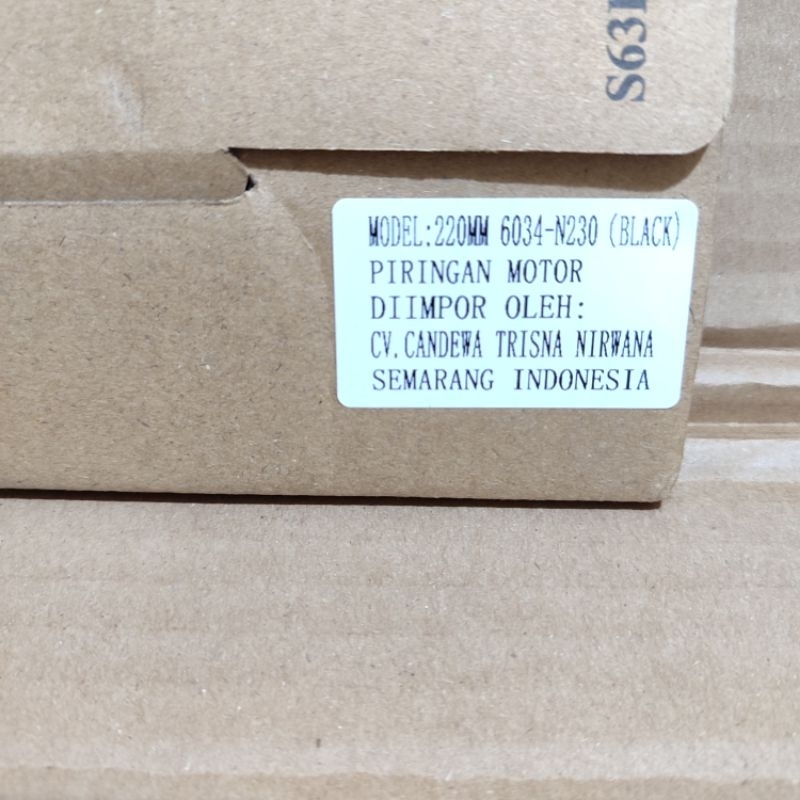 MODEL:220MM 6034-N230 (BLACK)
PIRINGAN MOTOR
DIIMPOR OLEH:
CV.CANDEWA TRISNA NIRWANA
SEMARANG INDONESIA